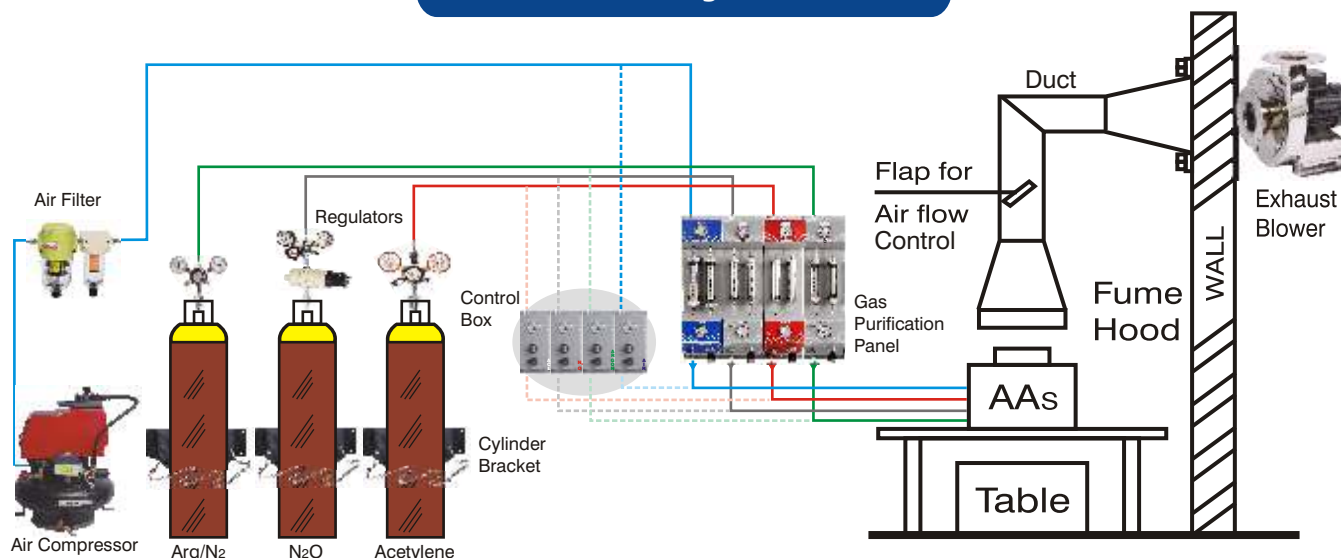 Duct
Flap for
Air flow
Control
WALL
Exhaust
Blower
Air Filter
Regulators
Control
Box
Gas
Purification
Panel
Fume
Hood
AAs
Cylinder
Bracket
Table
Air Compressor
Arg/N2
N2O
Acetylene